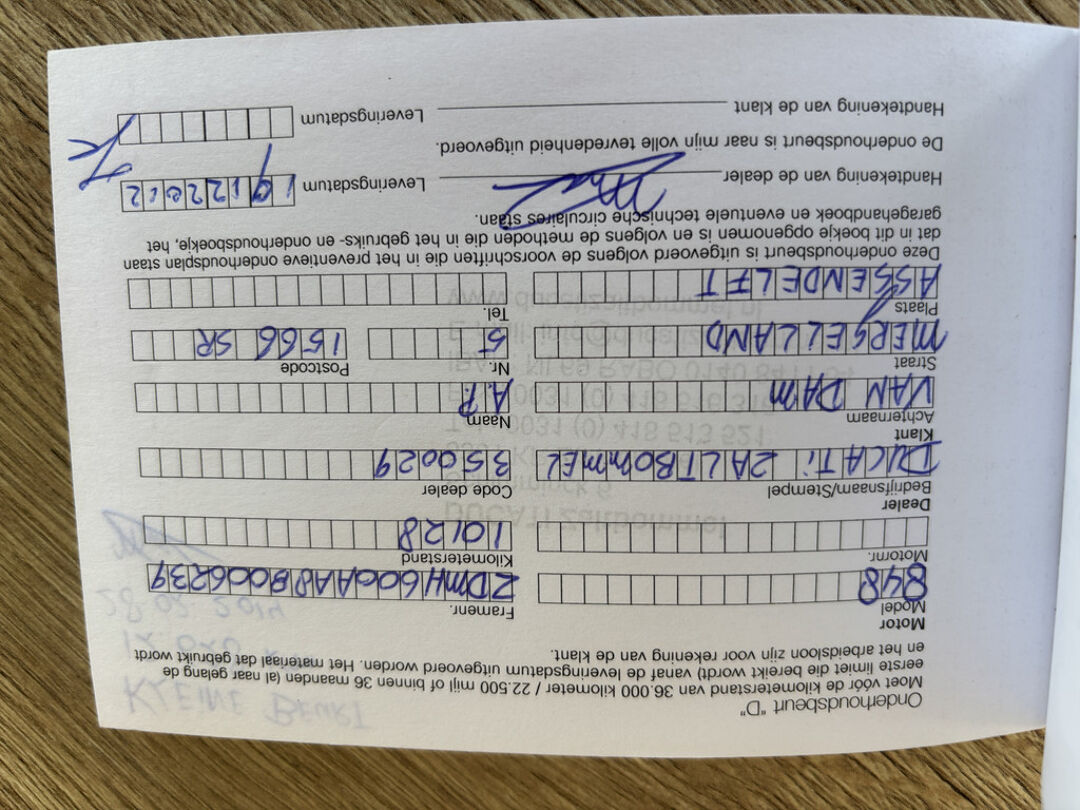 Onderhoudsbeurt "D"
Moet vóór de kilometerstand van 36.000 kilometer / 22.500 mijl of binnen 36 maanden (al naar gelang de
eerste limiet die bereikt wordt) vanaf de leveringsdatum uitgevoerd worden. Het materiaal dat gebruikt wordt
en het arbeidsloon zijn voor rekening van de klant.
Motor
Model Framenr.
848 ZDMH600AA8B006239
Motornr. Kilometerstand
10128
Dealer
Bedrijfsnaam/Stempel Code dealer
DUCATi ZALTBOMMEL 350029
Klant
Achternaam Naam
VAN DAM A.P.
Straat Nr. Postcode
MERGELLAND 5 1566 SR
Plaats Tel.
ASSENDELFT
Deze onderhoudsbeurt is uitgevoerd volgens de voorschriften die in het preventieve onderhoudsplan staan
dat in dit boekje opgenomen is en volgens de methoden die in het gebruiks- en onderhoudsboekje, het
garagehandboek en eventuele technische circulaires staan.
Handtekening van de dealer Leveringsdatum 19122012
De onderhoudsbeurt is naar mijn volle tevredenheid uitgevoerd.
Handtekening van de klant Leveringsdatum